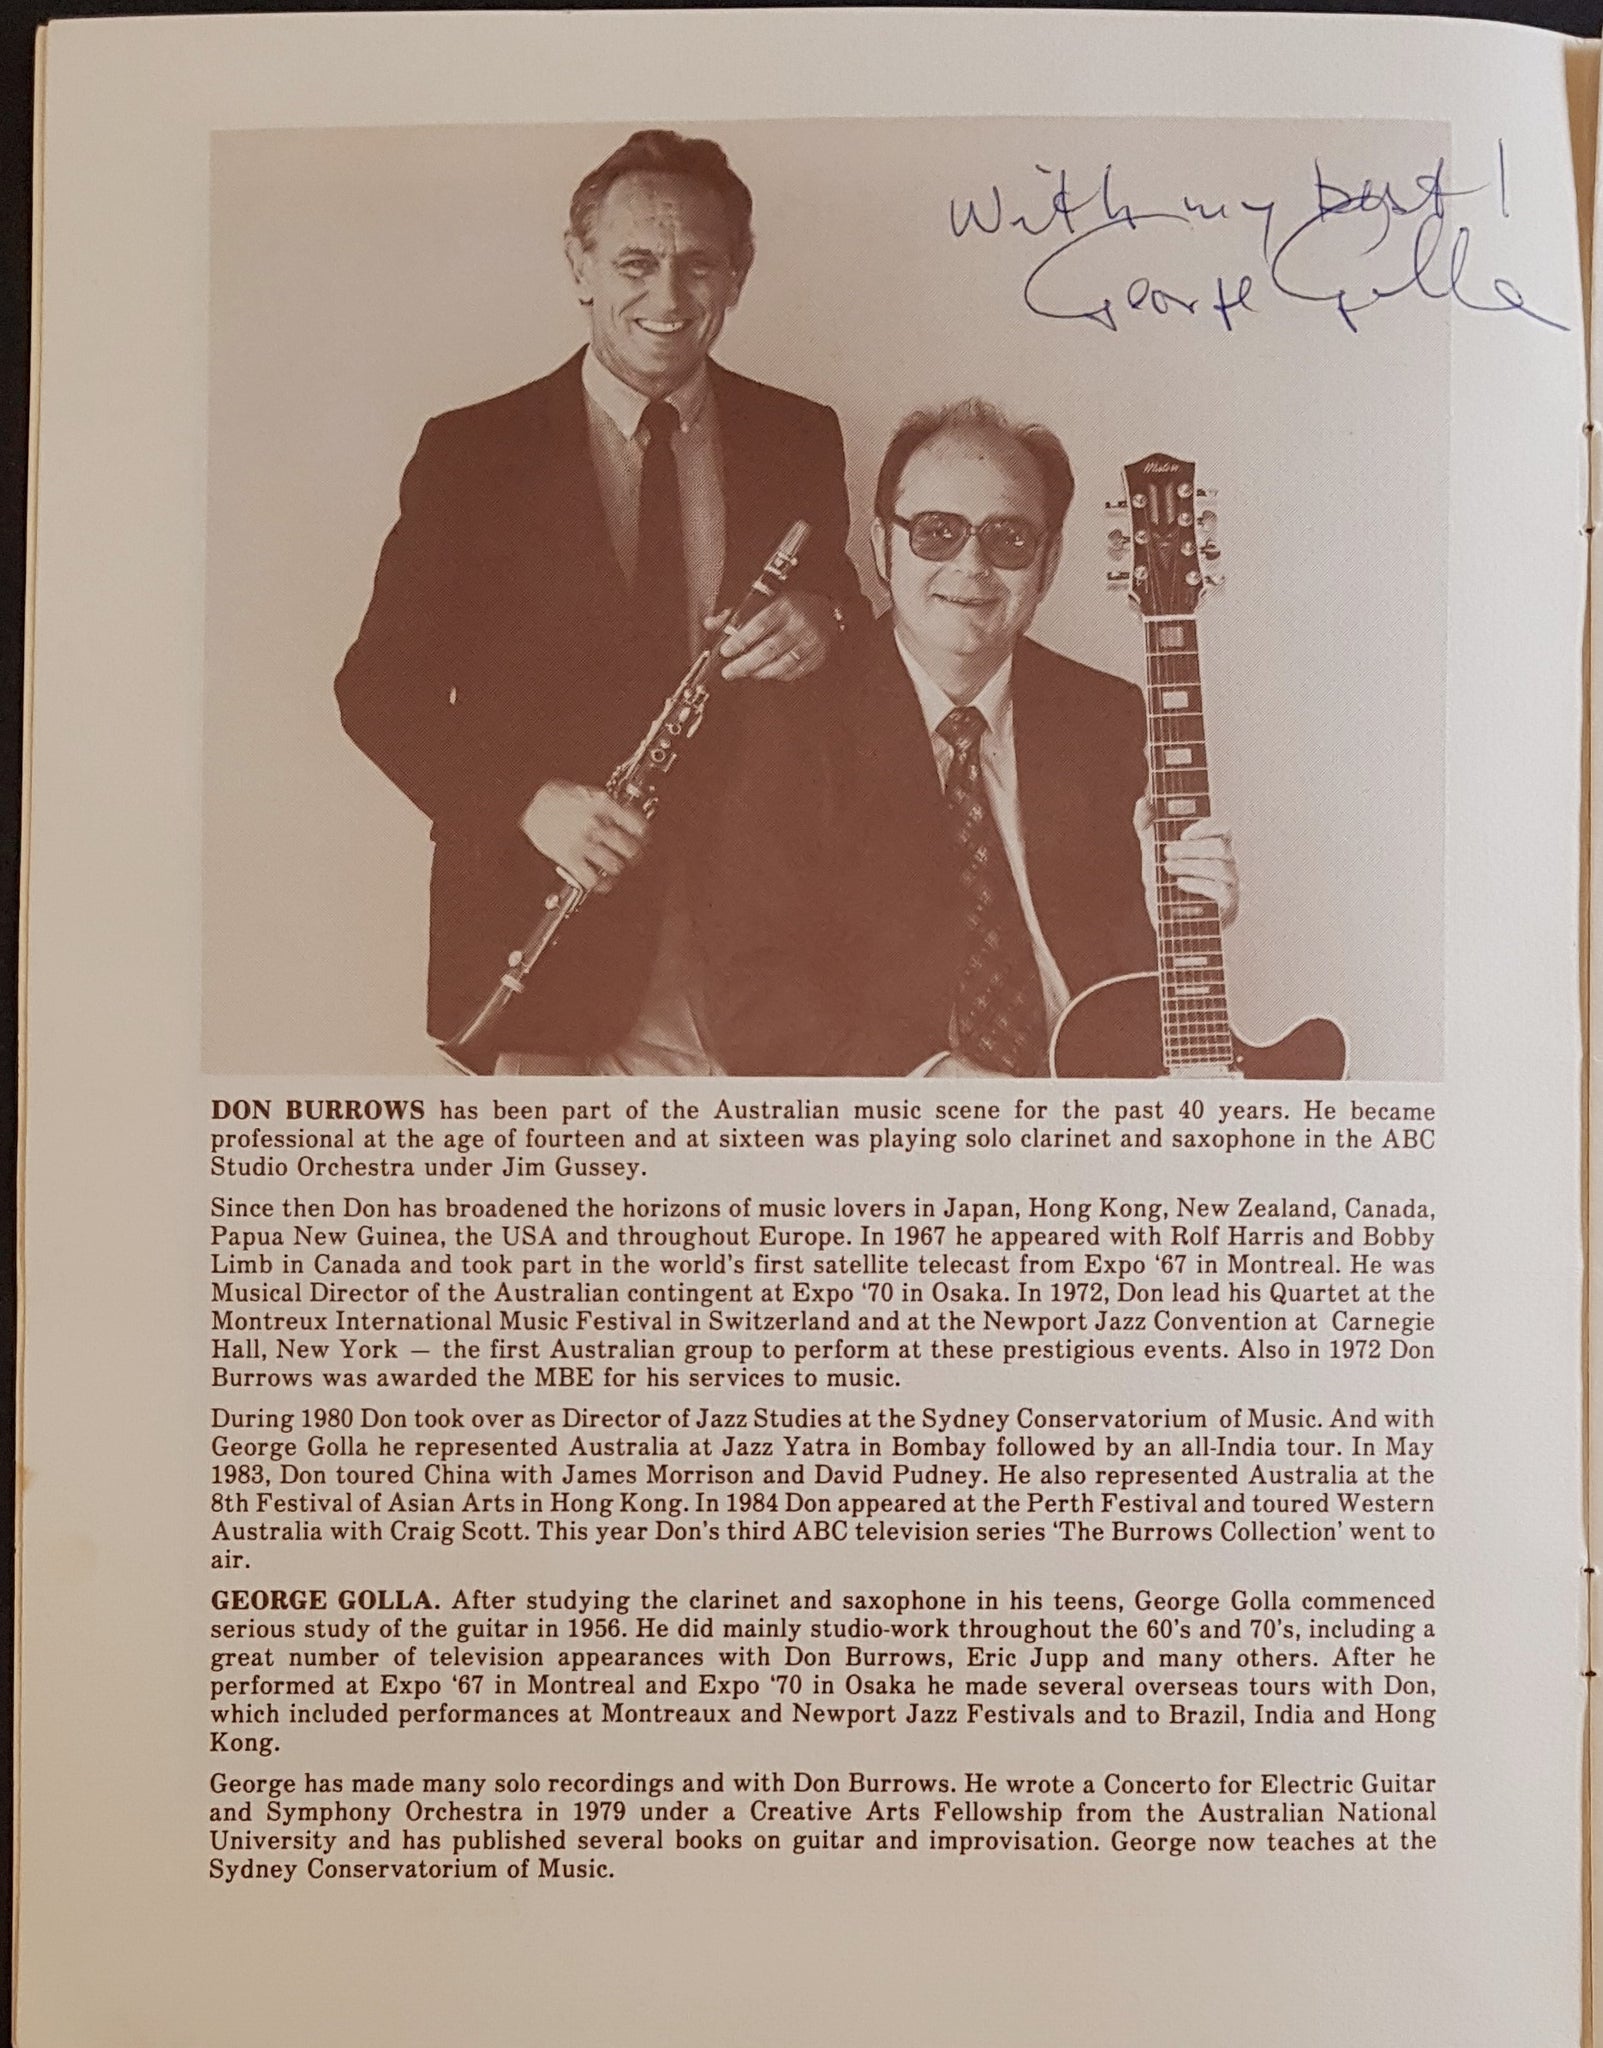 With my best!
George Golla
Maton
DON BURROWS has been part of the Australian music scene for the past 40 years. He became
professional at the age of fourteen and at sixteen was playing solo clarinet and saxophone in the ABC
Studio Orchestra under Jim Gussey.
Since then Don has broadened the horizons of music lovers in Japan, Hong Kong, New Zealand, Canada,
Papua New Guinea, the USA and throughout Europe. In 1967 he appeared with Rolf Harris and Bobby
Limb in Canada and took part in the world's first satellite telecast from Expo ‘67 in Montreal. He was
Musical Director of the Australian contingent at Expo ‘70 in Osaka. In 1972, Don lead his Quartet at the
Montreux International Music Festival in Switzerland and at the Newport Jazz Convention at Carnegie
Hall, New York — the first Australian group to perform at these prestigious events. Also in 1972 Don
Burrows was awarded the MBE for his services to music.
During 1980 Don took over as Director of Jazz Studies at the Sydney Conservatorium of Music. And with
George Golla he represented Australia at Jazz Yatra in Bombay followed by an all-India tour. In May
1983, Don toured China with James Morrison and David Pudney. He also represented Australia at the
8th Festival of Asian Arts in Hong Kong. In 1984 Don appeared at the Perth Festival and toured Western
Australia with Craig Scott. This year Don's third ABC television series ‘The Burrows Collection’ went to
air.
GEORGE GOLLA. After studying the clarinet and saxophone in his teens, George Golla commenced
serious study of the guitar in 1956. He did mainly studio-work throughout the 60's and 70's, including a
great number of television appearances with Don Burrows, Eric Jupp and many others. After he
performed at Expo ‘67 in Montreal and Expo ‘70 in Osaka he made several overseas tours with Don,
which included performances at Montreaux and Newport Jazz Festivals and to Brazil, India and Hong
Kong.
George has made many solo recordings and with Don Burrows. He wrote a Concerto for Electric Guitar
and Symphony Orchestra in 1979 under a Creative Arts Fellowship from the Australian National
University and has published several books on guitar and improvisation. George now teaches at the
Sydney Conservatorium of Music.